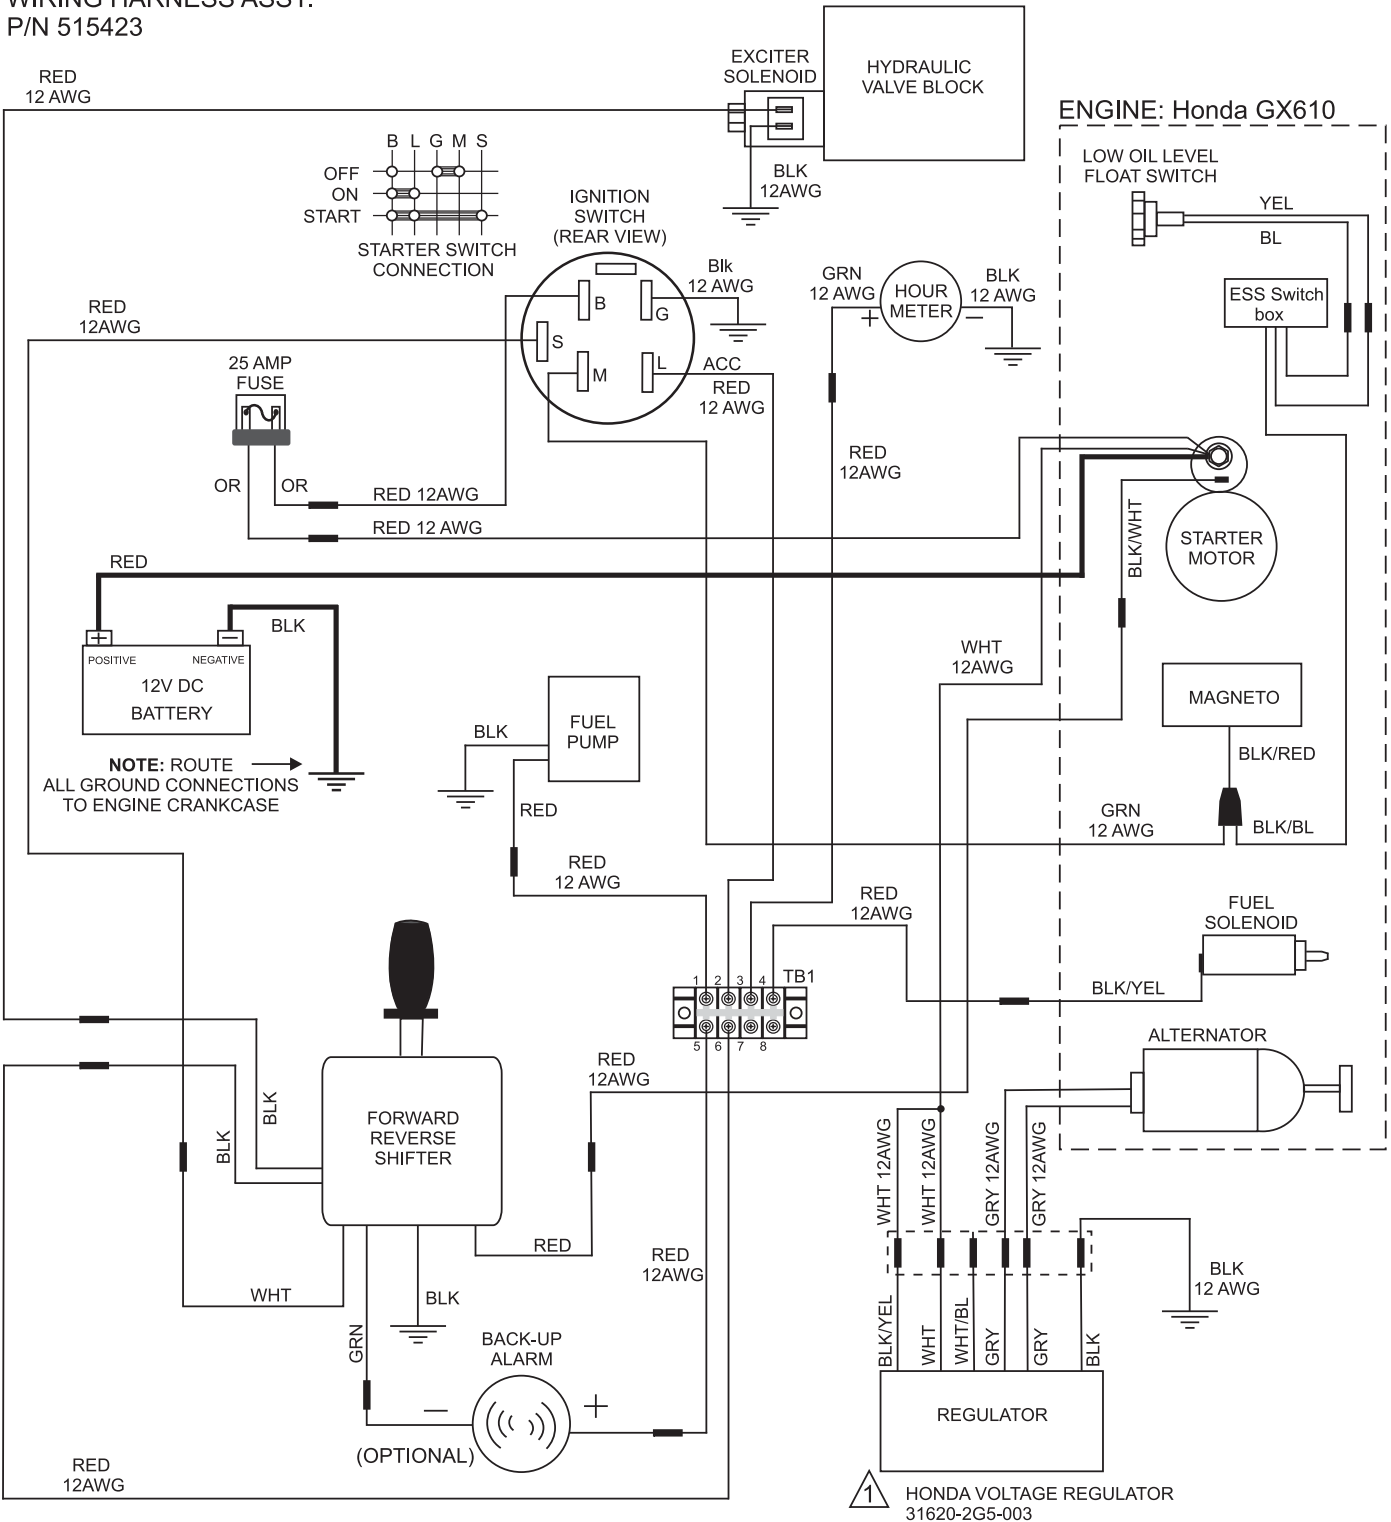 WIRING HARNESS ASSY.
P/N 515423
RED
12 AWG
EXCITER
SOLENOID
HYDRAULIC
VALVE BLOCK
BLK
12AWG
ENGINE: Honda GX610
LOW OIL LEVEL
FLOAT SWITCH
YEL
BL
ESS Switch
box
B L G M S
OFF
ON
START
STARTER SWITCH
CONNECTION
IGNITION
SWITCH
(REAR VIEW)
B
G
S
M
L
Blk
12 AWG
ACC
RED
12 AWG
GRN
12 AWG
HOUR
METER
+
−
BLK
12 AWG
RED
12AWG
25 AMP
FUSE
OR
OR
RED 12AWG
RED 12 AWG
RED
12AWG
STARTER
MOTOR
BLK/WHT
RED
BLK
+
−
POSITIVE
NEGATIVE
12V DC
BATTERY
NOTE: ROUTE
ALL GROUND CONNECTIONS
TO ENGINE CRANKCASE
WHT
12AWG
MAGNETO
BLK/RED
GRN
12 AWG
BLK/BL
FUEL
PUMP
BLK
RED
RED
12 AWG
RED
12AWG
FUEL
SOLENOID
BLK/YEL
1 2 3 4
TB1
5 6 7 8
ALTERNATOR
RED
12AWG
BLK
BLK
FORWARD
REVERSE
SHIFTER
RED
WHT
GRN
BLK
RED
12AWG
WHT 12AWG
WHT 12AWG
GRY 12AWG
GRY 12AWG
BLK
12 AWG
BLK/YEL
WHT
WHT/BL
GRY
GRY
BLK
REGULATOR
BACK-UP
ALARM
−
+
(OPTIONAL)
RED
12AWG
1
HONDA VOLTAGE REGULATOR
31620-2G5-003